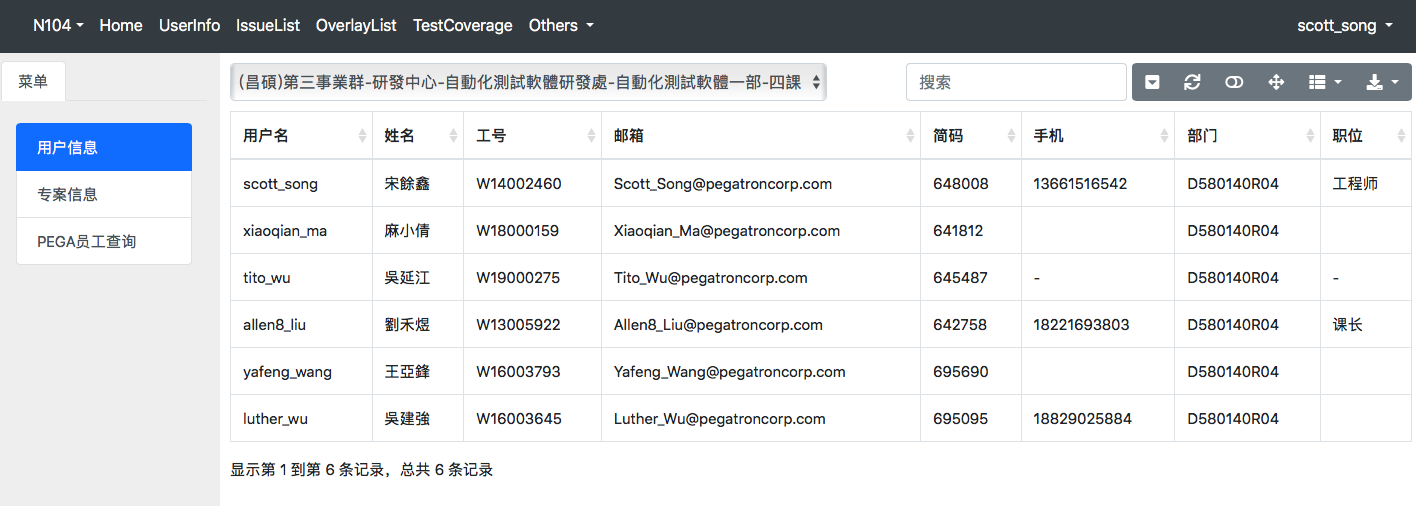 N104 Home UserInfo IssueList OverlayList TestCoverage Others scott_song
菜单
(昌碩)第三事業群-研發中心-自動化測試軟體研發處-自動化測試軟體一部-四課 搜索
用户信息
专案信息
PEGA员工查询
用户名 姓名 工号 邮箱 简码 手机 部门 职位
scott_song 宋餘鑫 W14002460 Scott_Song@pegatroncorp.com 648008 13661516542 D580140R04 工程师
xiaoqian_ma 麻小倩 W18000159 Xiaoqian_Ma@pegatroncorp.com 641812 D580140R04
tito_wu 吳延江 W19000275 Tito_Wu@pegatroncorp.com 645487 - D580140R04 -
allen8_liu 劉禾煜 W13005922 Allen8_Liu@pegatroncorp.com 642758 18221693803 D580140R04 课长
yafeng_wang 王亞鋒 W16003793 Yafeng_Wang@pegatroncorp.com 695690 D580140R04
luther_wu 吳建強 W16003645 Luther_Wu@pegatroncorp.com 695095 18829025884 D580140R04
显示第 1 到第 6 条记录，总共 6 条记录